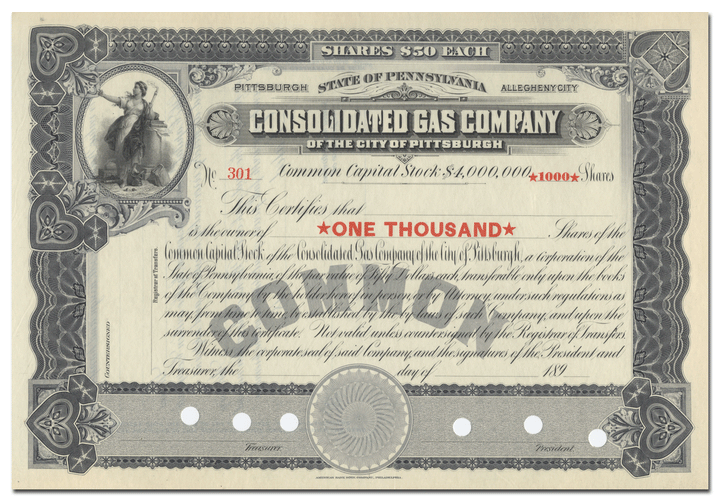 SHARES $50 EACH
STATE OF PENNSYLVANIA
PITTSBURGH ALLEGHENY CITY
CONSOLIDATED GAS COMPANY
OF THE CITY OF PITTSBURGH
No. 301 Common Capital Stock $4,000,000 ★1000★ Shares
This Certifies that
is the owner of ★ONE THOUSAND★ Shares of the
Common Capital Stock of the Consolidated Gas Company of the City of Pittsburgh, a corporation of the
State of Pennsylvania of the par value of Fifty Dollars each, transferable only upon the books
of the Company by the holder hereof in person, or by Attorney, under such regulations as
may, from time to time, be established by the by laws of such Company, and upon the
surrender of this Certificate. Not valid unless countersigned by the Registrar of Transfers.
Witness the corporate seal of said Company, and the signatures of the President and
Treasurer, the day of 189
COMMON
COUNTERSIGNED
Registrar of Transfers.
Treasurer. President.